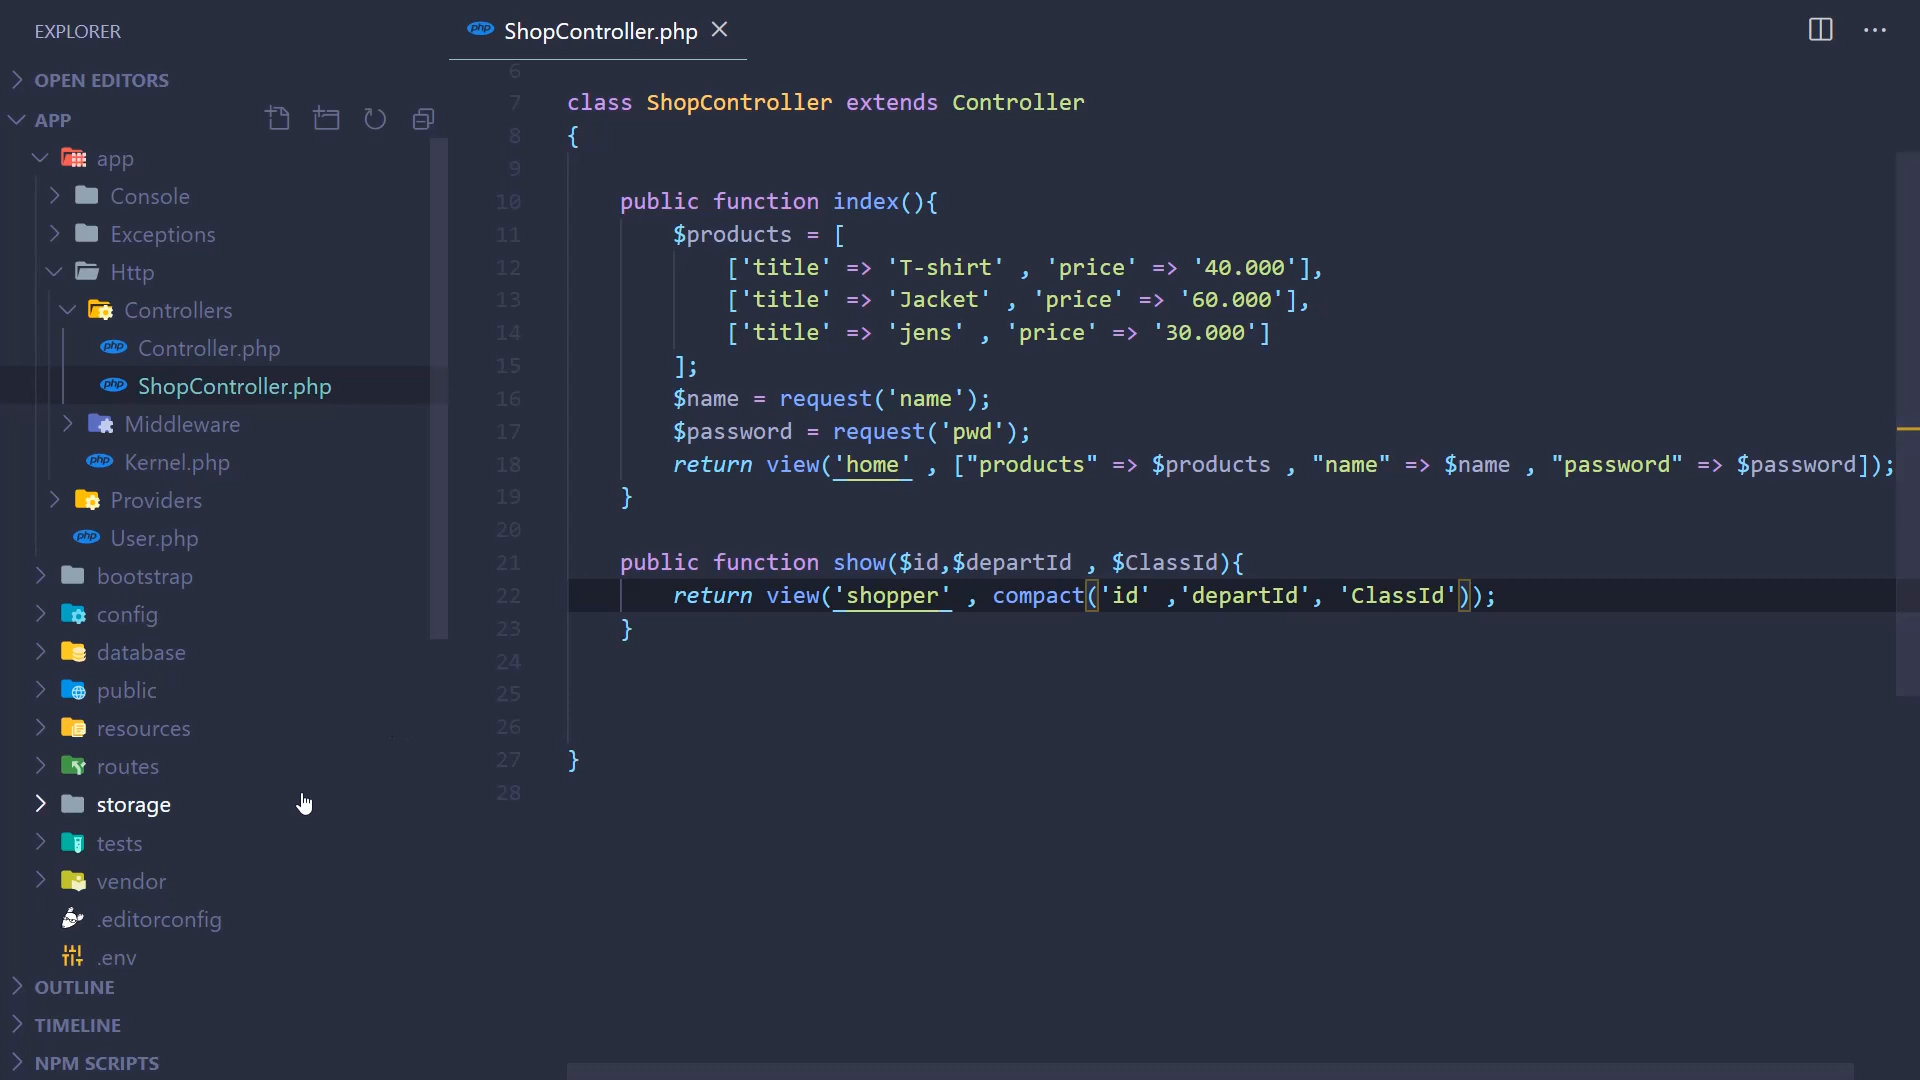 EXPLORER
OPEN EDITORS
APP
app
Console
Exceptions
Http
Controllers
php Controller.php
php ShopController.php
Middleware
php Kernel.php
Providers
php User.php
bootstrap
config
database
public
resources
routes
storage
tests
vendor
.editorconfig
.env
OUTLINE
TIMELINE
NPM SCRIPTS
php ShopController.php
6
7 class ShopController extends Controller
8 {
9
10 public function index(){
11 $products = [
12 ['title' => 'T-shirt' , 'price' => '40.000'],
13 ['title' => 'Jacket' , 'price' => '60.000'],
14 ['title' => 'jens' , 'price' => '30.000']
15 ];
16 $name = request('name');
17 $password = request('pwd');
18 return view('home' , ["products" => $products , "name" => $name , "password" => $password]);
19 }
20
21 public function show($id,$departId , $ClassId){
22 return view('shopper' , compact('id' ,'departId', 'ClassId'));
23 }
24
25
26
27 }
28